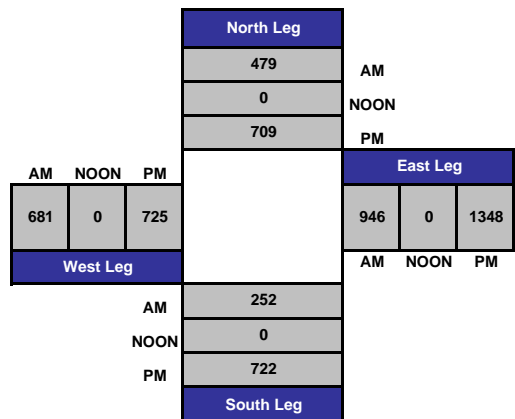 North Leg
479 AM
0 NOON
709 PM
East Leg
AM NOON PM
681 0 725
946 0 1348
West Leg
AM NOON PM
AM 252
NOON 0
PM 722
South Leg